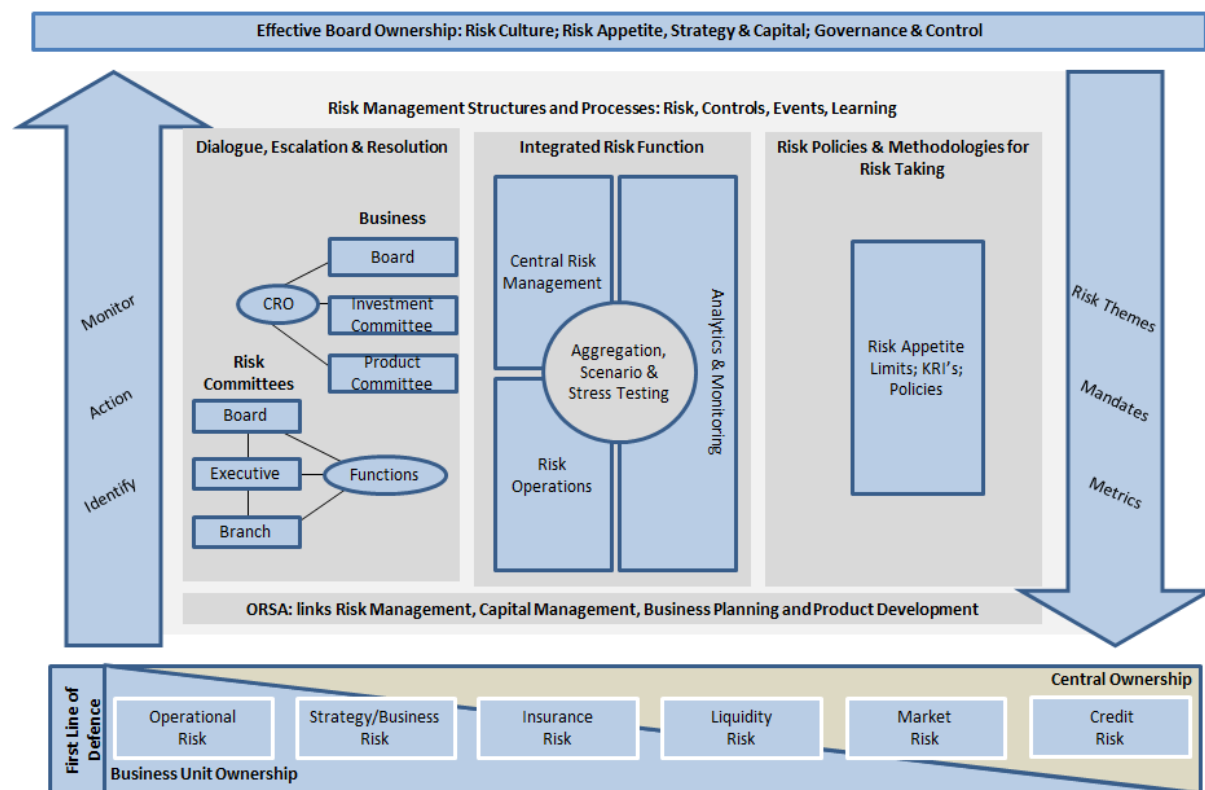 Effective Board Ownership: Risk Culture; Risk Appetite, Strategy & Capital; Governance & Control
Risk Management Structures and Processes: Risk, Controls, Events, Learning
Dialogue, Escalation & Resolution
Business
Board
CRO
Investment
Committee
Product
Committee
Risk
Committees
Board
Executive
Functions
Branch
Integrated Risk Function
Central Risk
Management
Analytics & Monitoring
Aggregation,
Scenario &
Stress Testing
Risk
Operations
Risk Policies & Methodologies for
Risk Taking
Risk Appetite
Limits; KRI's;
Policies
Monitor
Action
Identify
Risk Themes
Mandates
Metrics
ORSA: links Risk Management, Capital Management, Business Planning and Product Development
First Line of
Defence
Central Ownership
Operational
Risk
Strategy/Business
Risk
Insurance
Risk
Liquidity
Risk
Market
Risk
Credit
Risk
Business Unit Ownership